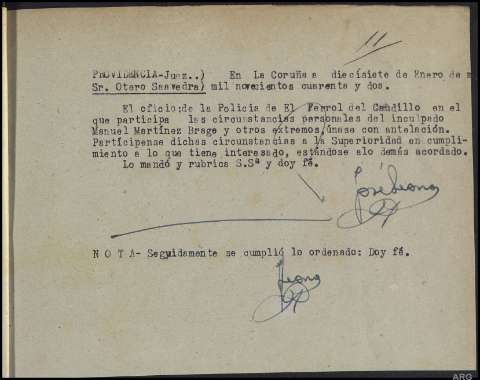 11
PROVIDENCIA-Juez..) En La Coruña a diecisiete de Enero de m
Sr. Otero Saavedra) mil novecientos cuarenta y dos.
El oficio:de la Policia de El Ferrol del Caudillo en el
que participa las circunstancias personales del inculpado
Manuel Martínez Brage y otros extremos, únase con antelación.
Participense dichas circunstancias a la Superioridad en cumpli-
miento a lo que tiene interesado, estándose alo demás acordado.
Lo mandó y rubrica S.Sª y doy fé.
N O T A- Seguidamente se cumplió lo ordenado: Doy fé.
ARG